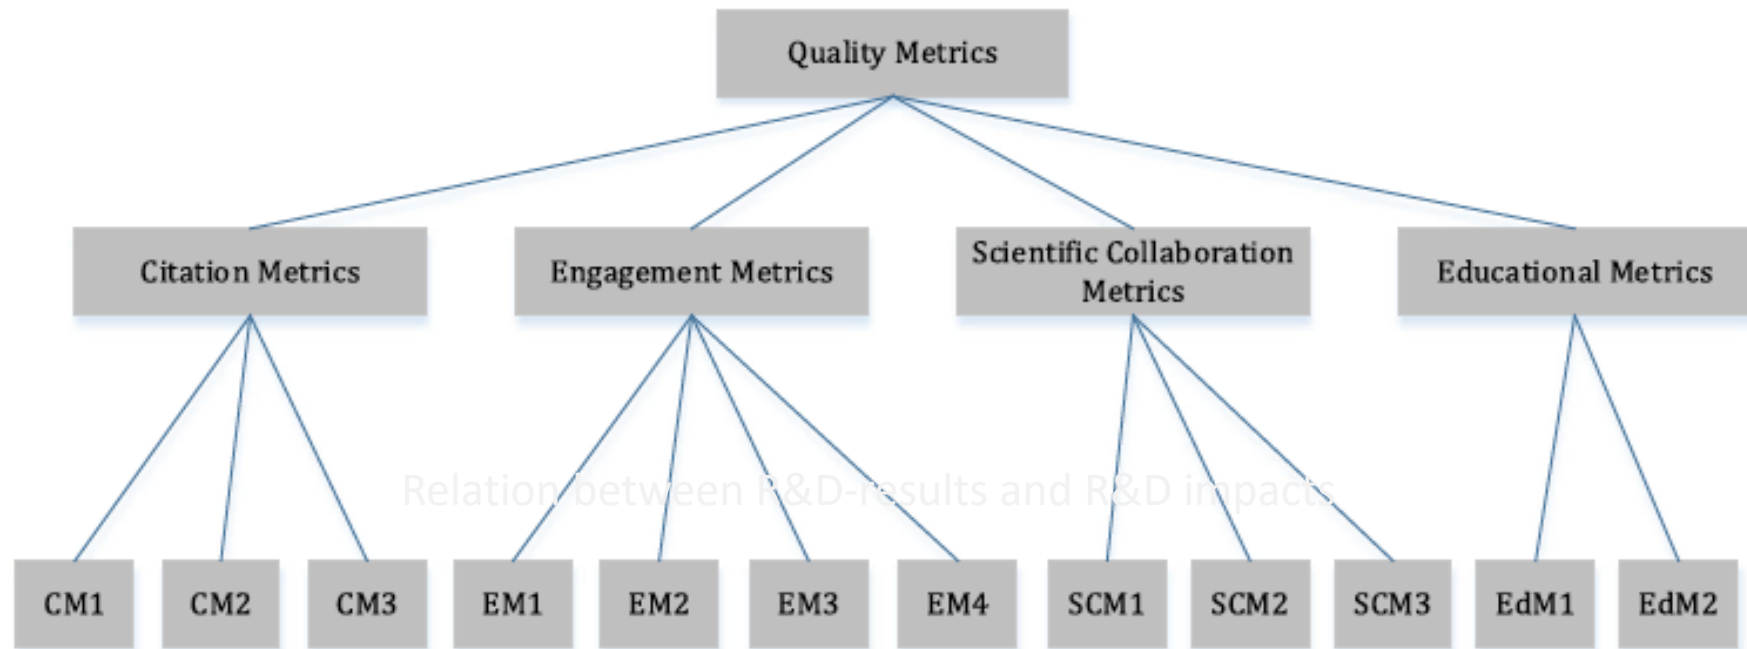 Quality Metrics
Citation Metrics
Engagement Metrics
Scientific Collaboration
Metrics
Educational Metrics
Relation between R&D-results and R&D impacts
CM1
CM2
CM3
EM1
EM2
EM3
EM4
SCM1
SCM2
SCM3
EdM1
EdM2